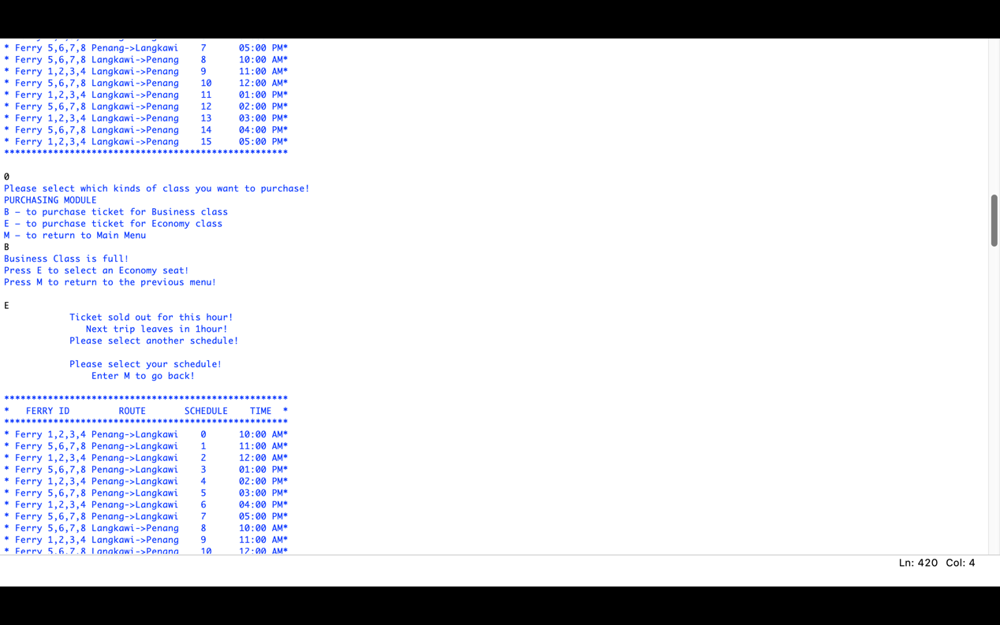 * Ferry 5,6,7,8 Penang->Langkawi    7      05:00 PM*
* Ferry 5,6,7,8 Langkawi->Penang    8      10:00 AM*
* Ferry 1,2,3,4 Langkawi->Penang    9      11:00 AM*
* Ferry 5,6,7,8 Langkawi->Penang    10     12:00 AM*
* Ferry 1,2,3,4 Langkawi->Penang    11     01:00 PM*
* Ferry 5,6,7,8 Langkawi->Penang    12     02:00 PM*
* Ferry 1,2,3,4 Langkawi->Penang    13     03:00 PM*
* Ferry 5,6,7,8 Langkawi->Penang    14     04:00 PM*
* Ferry 1,2,3,4 Langkawi->Penang    15     05:00 PM*
****************************************************
0
Please select which kinds of class you want to purchase!
PURCHASING MODULE
B – to purchase ticket for Business class
E – to purchase ticket for Economy class
M – to return to Main Menu
B
Business Class is full!
Press E to select an Economy seat!
Press M to return to the previous menu!
E
Ticket sold out for this hour!
Next trip leaves in 1hour!
Please select another schedule!
Please select your schedule!
Enter M to go back!
****************************************************
*   FERRY ID         ROUTE       SCHEDULE    TIME  *
****************************************************
* Ferry 1,2,3,4 Penang->Langkawi    0      10:00 AM*
* Ferry 5,6,7,8 Penang->Langkawi    1      11:00 AM*
* Ferry 1,2,3,4 Penang->Langkawi    2      12:00 AM*
* Ferry 5,6,7,8 Penang->Langkawi    3      01:00 PM*
* Ferry 1,2,3,4 Penang->Langkawi    4      02:00 PM*
* Ferry 5,6,7,8 Penang->Langkawi    5      03:00 PM*
* Ferry 1,2,3,4 Penang->Langkawi    6      04:00 PM*
* Ferry 5,6,7,8 Penang->Langkawi    7      05:00 PM*
* Ferry 5,6,7,8 Langkawi->Penang    8      10:00 AM*
* Ferry 1,2,3,4 Langkawi->Penang    9      11:00 AM*
* Ferry 5,6,7,8 Langkawi->Penang    10     12:00 AM*
Ln: 420  Col: 4